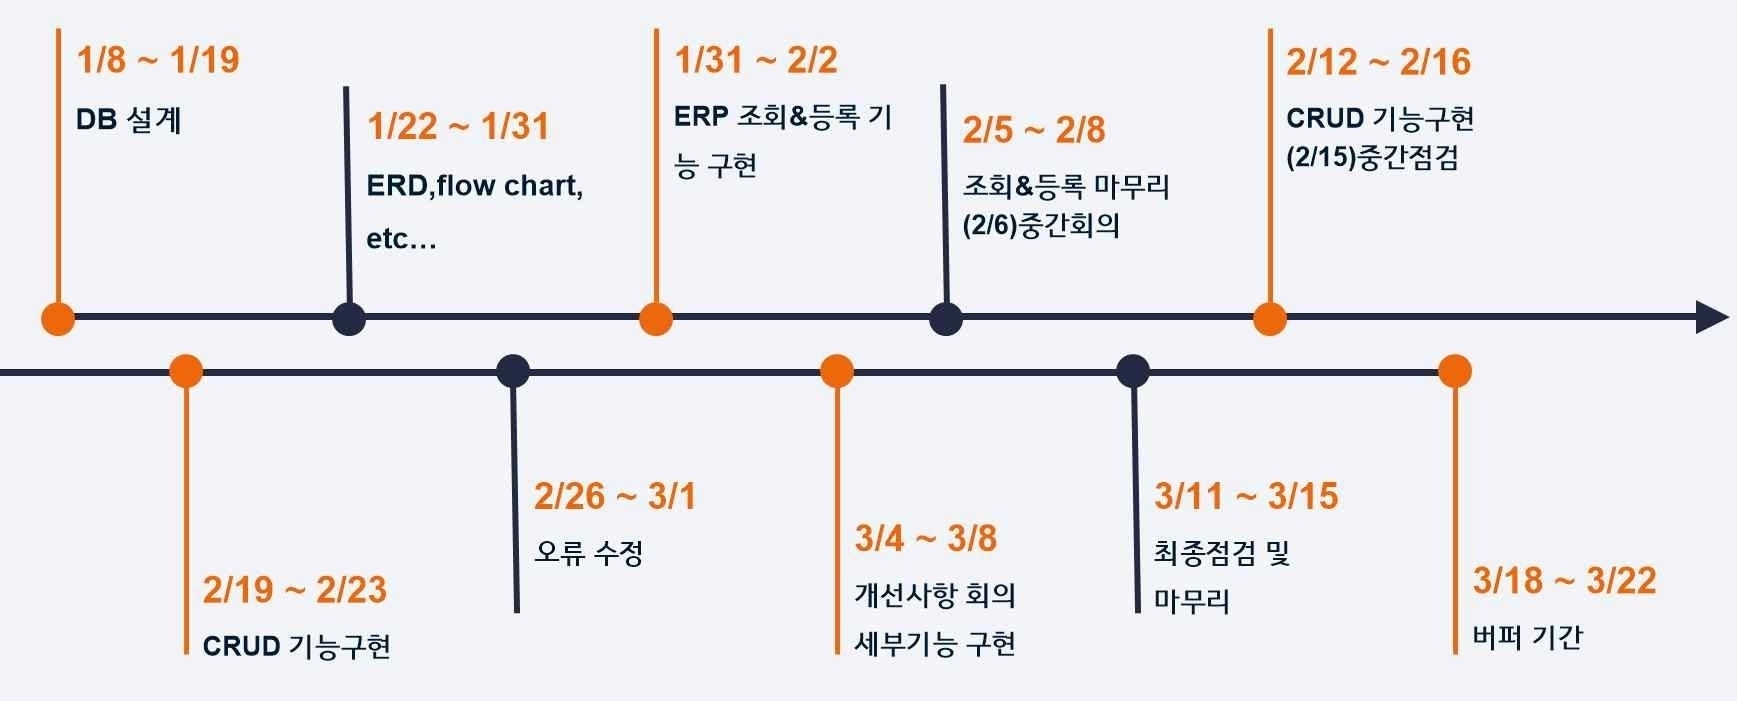 1/8 ~ 1/19
DB 설계
1/22 ~ 1/31
ERD,flow chart,
etc...
1/31 ~ 2/2
ERP 조회&등록 기
능 구현
2/5 ~ 2/8
조회&등록 마무리
(2/6)중간회의
2/12 ~ 2/16
CRUD 기능구현
(2/15)중간점검
2/19 ~ 2/23
CRUD 기능구현
2/26 ~ 3/1
오류 수정
3/4 ~ 3/8
개선사항 회의
세부기능 구현
3/11 ~ 3/15
최종점검 및
마무리
3/18 ~ 3/22
버퍼 기간